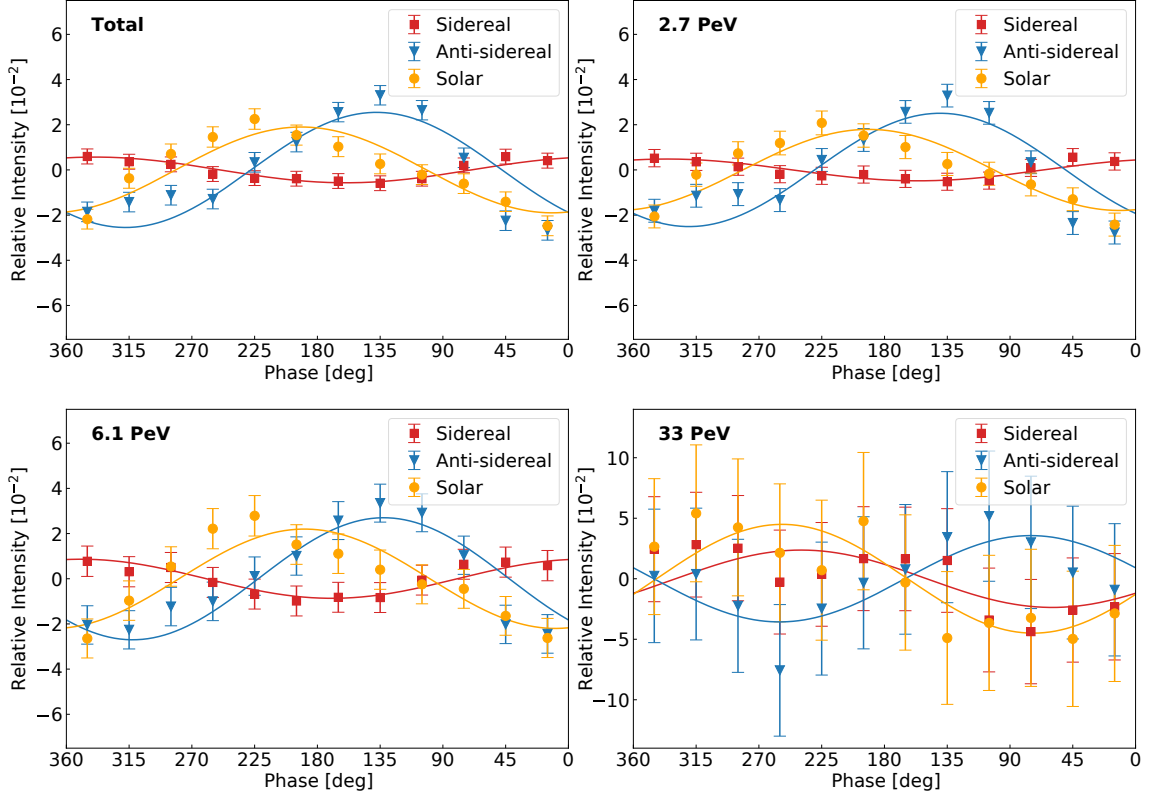 Total
Sidereal
Anti-sidereal
Solar
Relative Intensity [10⁻²]
6
4
2
0
−2
−4
−6
360 315 270 225 180 135 90 45 0
Phase [deg]
2.7 PeV
Sidereal
Anti-sidereal
Solar
Relative Intensity [10⁻²]
6
4
2
0
−2
−4
−6
360 315 270 225 180 135 90 45 0
Phase [deg]
6.1 PeV
Sidereal
Anti-sidereal
Solar
Relative Intensity [10⁻²]
6
4
2
0
−2
−4
−6
360 315 270 225 180 135 90 45 0
Phase [deg]
33 PeV
Sidereal
Anti-sidereal
Solar
Relative Intensity [10⁻²]
10
5
0
−5
−10
360 315 270 225 180 135 90 45 0
Phase [deg]